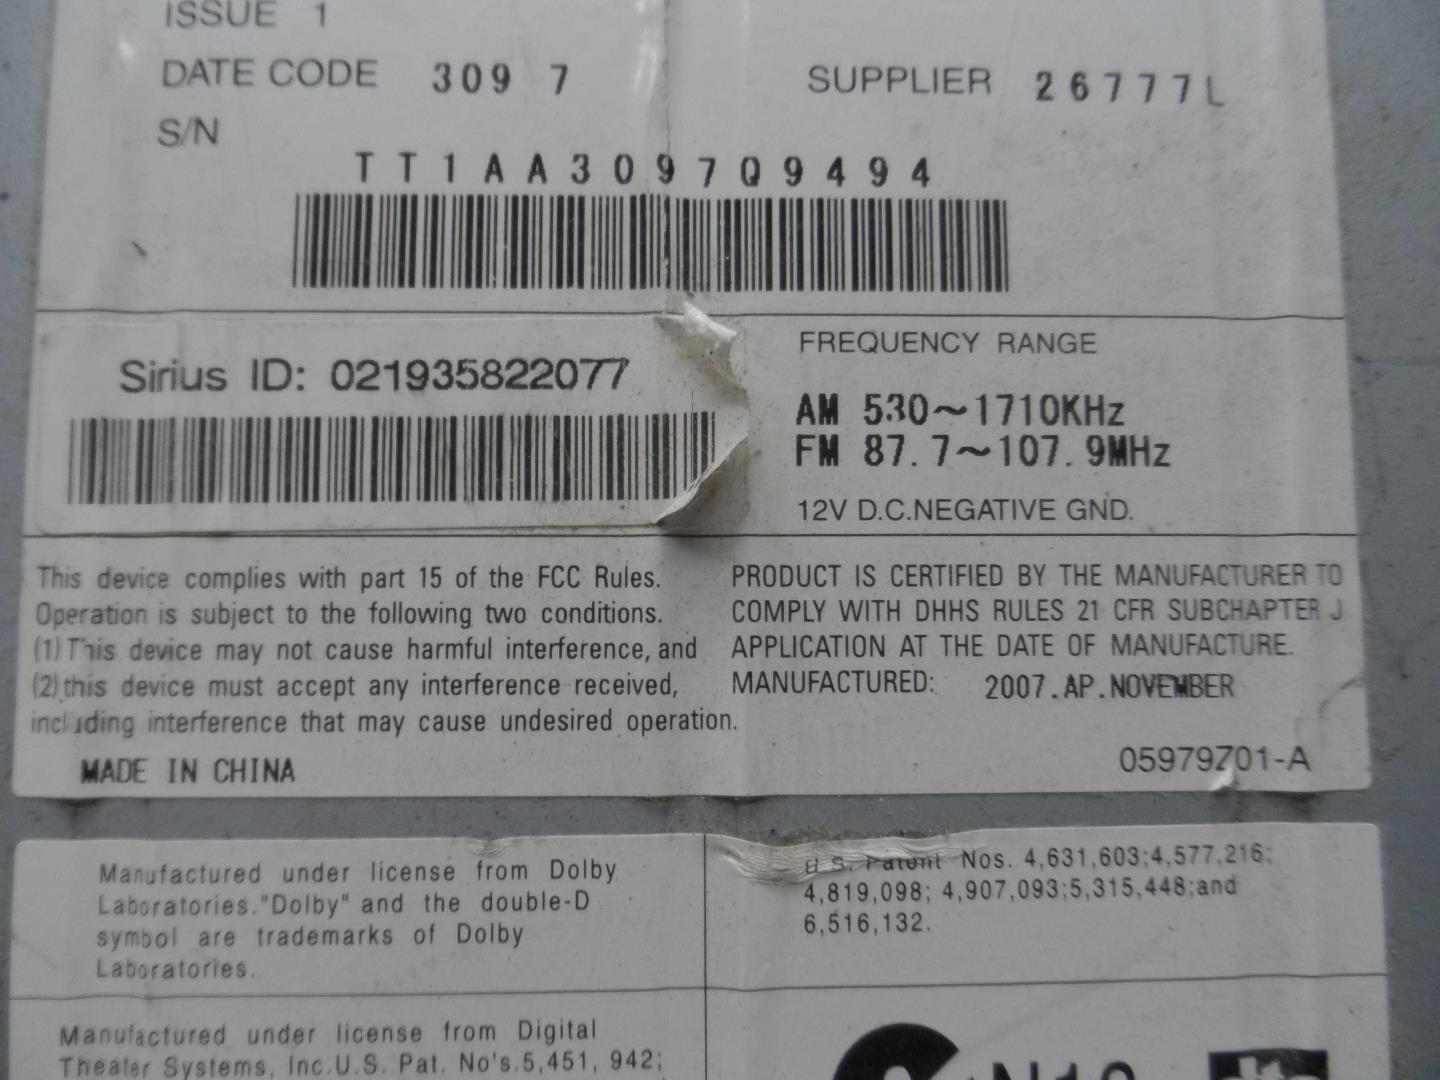 ISSUE 1
DATE CODE 309 7
SUPPLIER 26777L
S/N
TT1AA3097Q9494
Sirius ID: 021935822077
FREQUENCY RANGE
AM 530~1710KHz
FM 87.7~107.9MHz
12V D.C.NEGATIVE GND.
This device complies with part 15 of the FCC Rules.
Operation is subject to the following two conditions.
(1)This device may not cause harmful interference, and
(2)this device must accept any interference received,
including interference that may cause undesired operation.
MADE IN CHINA
PRODUCT IS CERTIFIED BY THE MANUFACTURER TO
COMPLY WITH DHHS RULES 21 CFR SUBCHAPTER J
APPLICATION AT THE DATE OF MANUFACTURE.
MANUFACTURED: 2007.AP.NOVEMBER
05979Z01-A
Manufactured under license from Dolby
Laboratories."Dolby" and the double-D
symbol are trademarks of Dolby
Laboratories.
U.S. Patent Nos. 4,631,603;4,577,216;
4,819,098; 4,907,093;5,315,448;and
6,516,132.
Manufactured under license from Digital
Theater Systems, Inc.U.S. Pat. No's.5,451, 942;